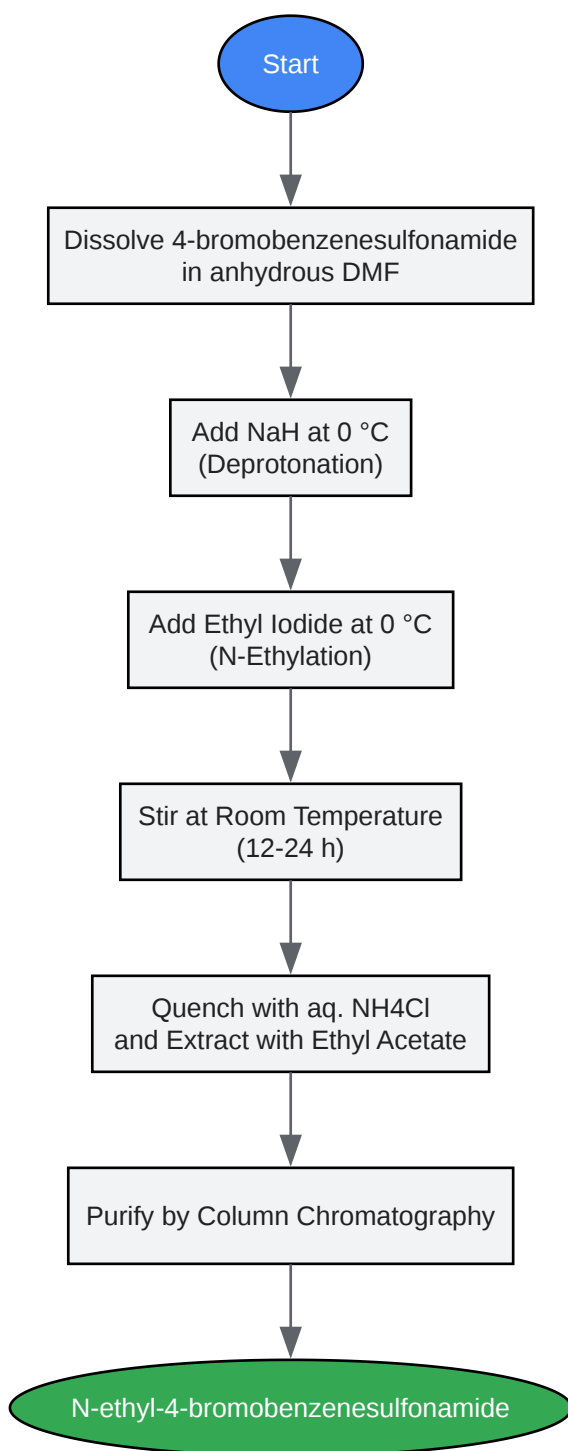 Start
Dissolve 4-bromobenzenesulfonamide
in anhydrous DMF
Add NaH at 0 °C
(Deprotonation)
Add Ethyl Iodide at 0 °C
(N-Ethylation)
Stir at Room Temperature
(12-24 h)
Quench with aq. NH4Cl
and Extract with Ethyl Acetate
Purify by Column Chromatography
N-ethyl-4-bromobenzenesulfonamide